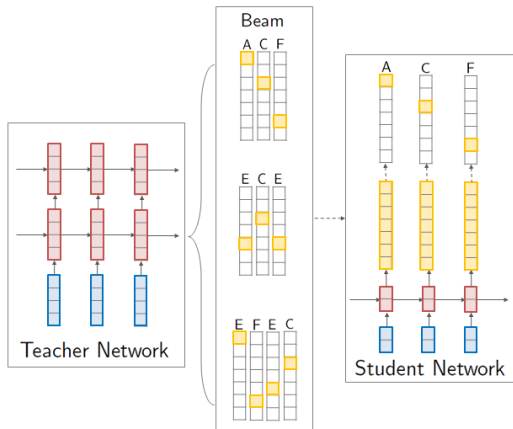 Beam
A C F
E C E
E F E C
Teacher Network
A C F
Student Network